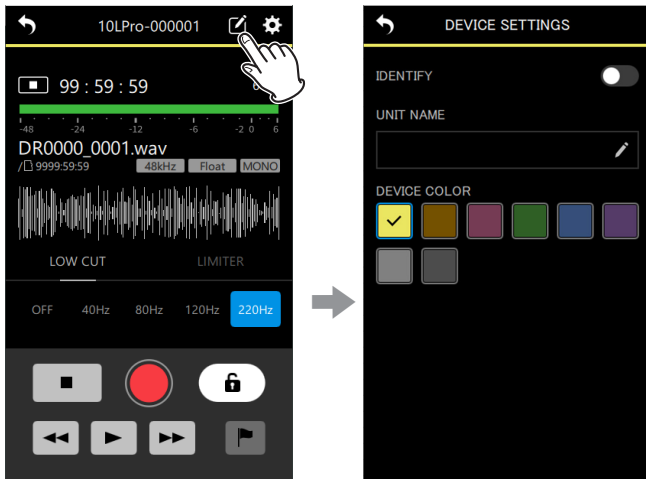 10LPro-000001
99 : 59 : 59
-48 -24 -12 -6 -2 0 6
DR0000_0001.wav
/ 9999:59:59 48kHz Float MONO
LOW CUT LIMITER
OFF 40Hz 80Hz 120Hz 220Hz
DEVICE SETTINGS
IDENTIFY
UNIT NAME
DEVICE COLOR